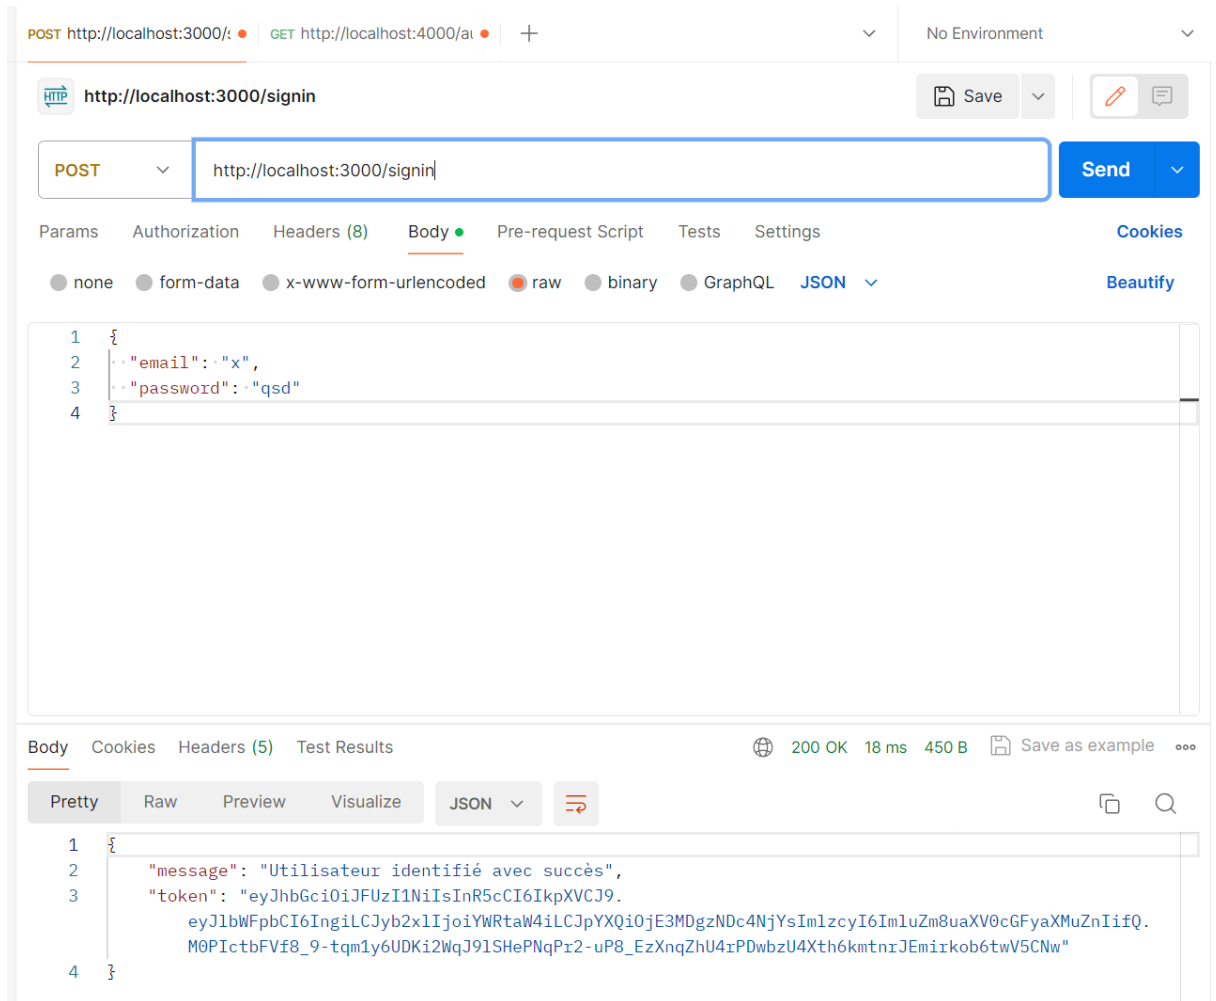 POST http://localhost:3000/s GET http://localhost:4000/au No Environment
HTTP http://localhost:3000/signin Save
POST http://localhost:3000/signin Send
Params Authorization Headers (8) Body Pre-request Script Tests Settings Cookies
none form-data x-www-form-urlencoded raw binary GraphQL JSON Beautify
1 {
2 "email": "x",
3 "password": "qsd"
4 }
Body Cookies Headers (5) Test Results 200 OK 18 ms 450 B Save as example
Pretty Raw Preview Visualize JSON
1 {
2 "message": "Utilisateur identifié avec succès",
3 "token": "eyJhbGciOiJFUzI1NiIsInR5cCI6IkpXVCJ9.
eyJlbWFpbCI6IngiLCJyb2xlIjoiYWRtaW4iLCJpYXQiOjE3MDgzNDc4NjYsImlzcyI6ImluZm8uaXV0cGFyaXMuZnIifQ.
M0PIctbFVf8_9-tqm1y6UDKi2WqJ9lSHePNqPr2-uP8_EzXnqZhU4rPDwbzU4Xth6kmtnrJEmirkob6twV5CNw"
4 }